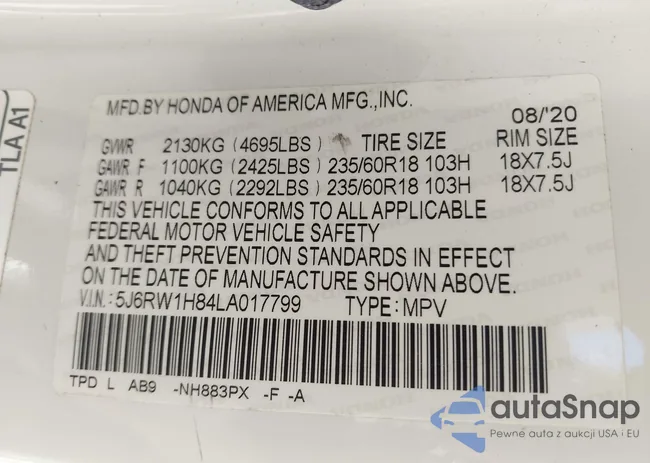 TLA A1
MFD.BY HONDA OF AMERICA MFG.,INC.
08/'20
GVWR 2130KG (4695LBS) TIRE SIZE RIM SIZE
GAWR F 1100KG (2425LBS) 235/60R18 103H 18X7.5J
GAWR R 1040KG (2292LBS) 235/60R18 103H 18X7.5J
THIS VEHICLE CONFORMS TO ALL APPLICABLE
FEDERAL MOTOR VEHICLE SAFETY
AND THEFT PREVENTION STANDARDS IN EFFECT
ON THE DATE OF MANUFACTURE SHOWN ABOVE.
V.I.N.: 5J6RW1H84LA017799 TYPE: MPV
TPD L AB9 -NH883PX -F -A
autaSnap
Pewne auta z aukcji USA i EU